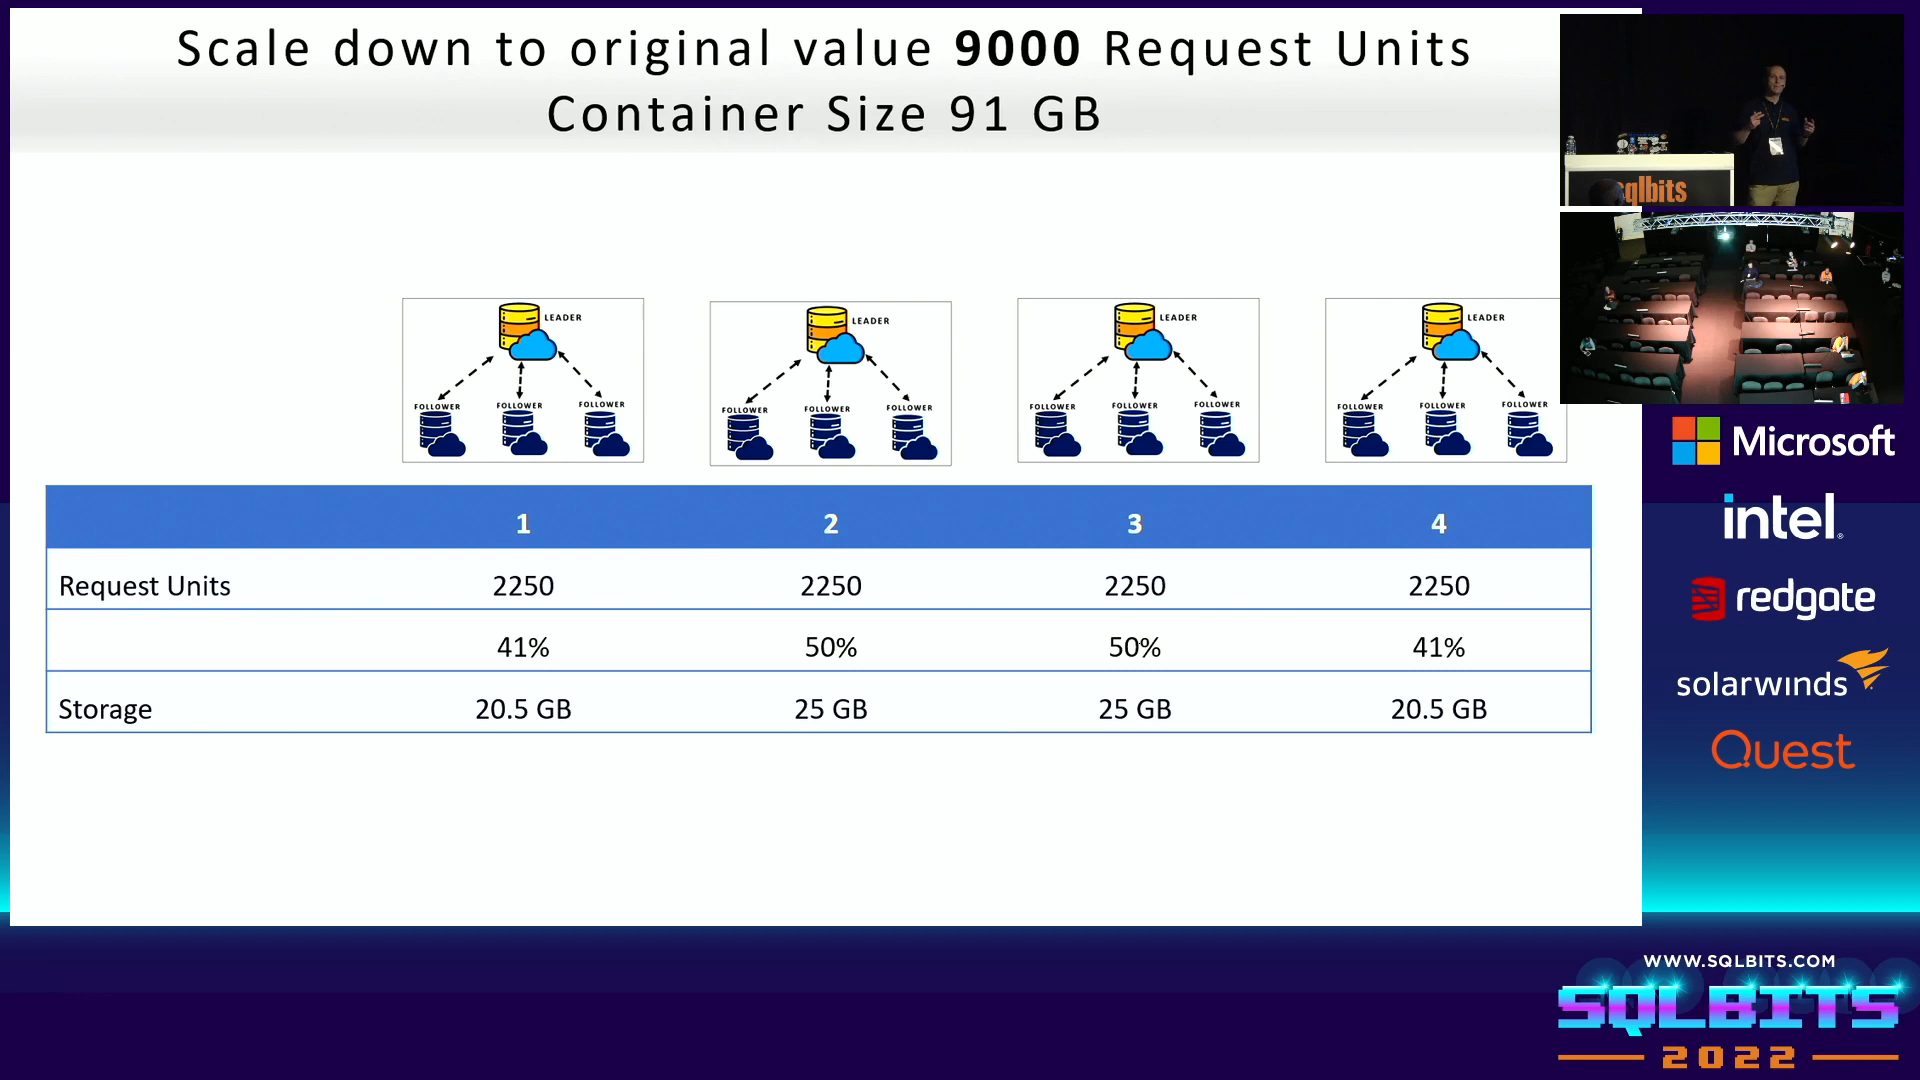 Scale down to original value 9000 Request Units
Container Size 91 GB
sqlbits
LEADER
FOLLOWER FOLLOWER FOLLOWER
LEADER
FOLLOWER FOLLOWER FOLLOWER
LEADER
FOLLOWER FOLLOWER FOLLOWER
LEADER
FOLLOWER FOLLOWER FOLLOWER
1 2 3 4
Request Units 2250 2250 2250 2250
41% 50% 50% 41%
Storage 20.5 GB 25 GB 25 GB 20.5 GB
Microsoft
intel®
redgate
solarwinds
Quest
WWW.SQLBITS.COM
SQLBITS
2022